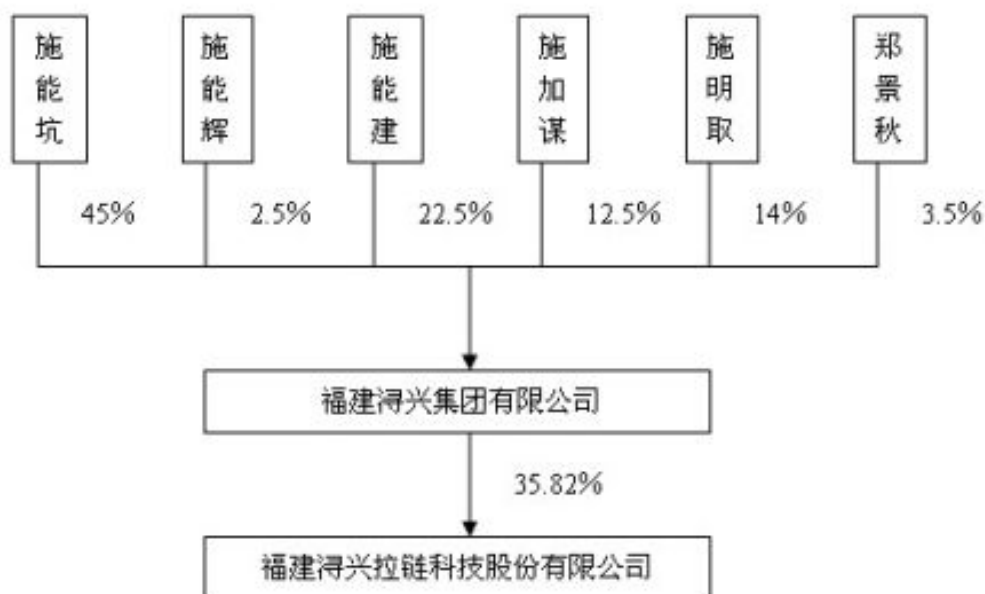 施能坑
施能辉
施能建
施加谋
施明取
郑景秋
45%
2.5%
22.5%
12.5%
14%
3.5%
福建浔兴集团有限公司
35.82%
福建浔兴拉链科技股份有限公司